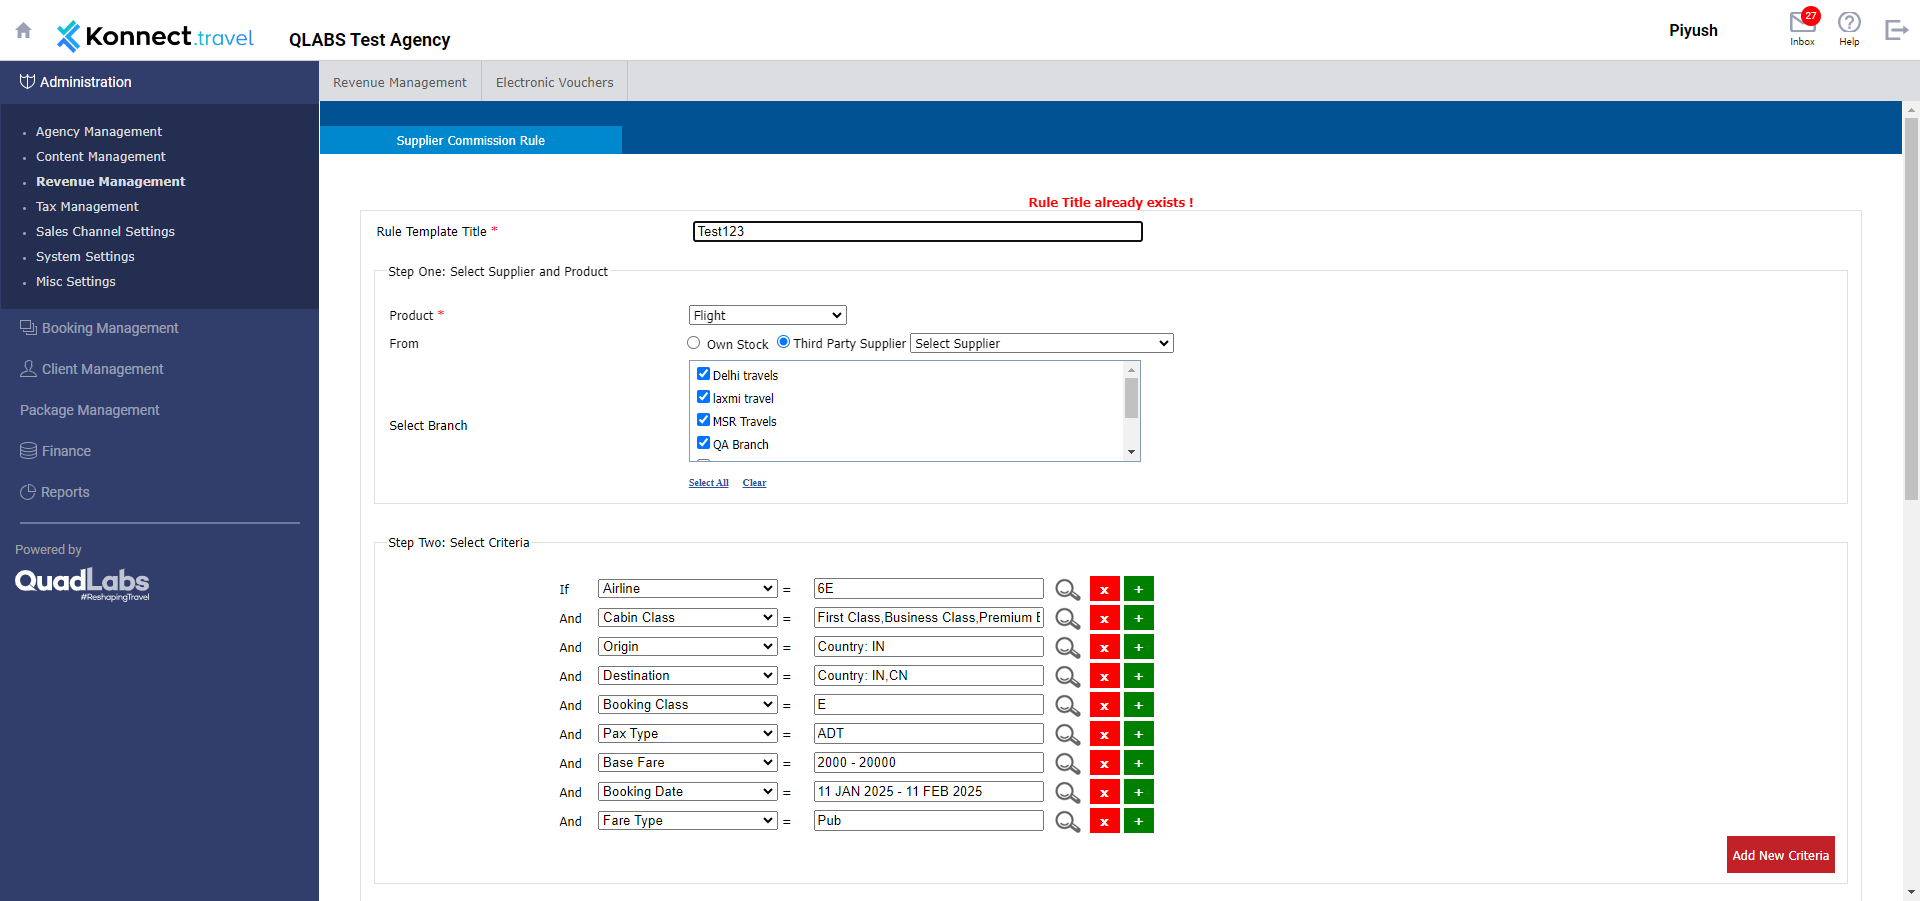 Konnect.travel
QLABS Test Agency
Piyush
27
Inbox
Help
Administration
Agency Management
Content Management
Revenue Management
Tax Management
Sales Channel Settings
System Settings
Misc Settings
Booking Management
Client Management
Package Management
Finance
Reports
Powered by
QuadLabs
#ReshapingTravel
Revenue Management
Electronic Vouchers
Supplier Commission Rule
Rule Title already exists !
Rule Template Title * Test123
Step One: Select Supplier and Product
Product * Flight
From Own Stock Third Party Supplier Select Supplier
Select Branch
Delhi travels
laxmi travel
MSR Travels
QA Branch
Select All Clear
Step Two: Select Criteria
If Airline = 6E x +
And Cabin Class = First Class,Business Class,Premium E x +
And Origin = Country: IN x +
And Destination = Country: IN,CN x +
And Booking Class = E x +
And Pax Type = ADT x +
And Base Fare = 2000 - 20000 x +
And Booking Date = 11 JAN 2025 - 11 FEB 2025 x +
And Fare Type = Pub x +
Add New Criteria